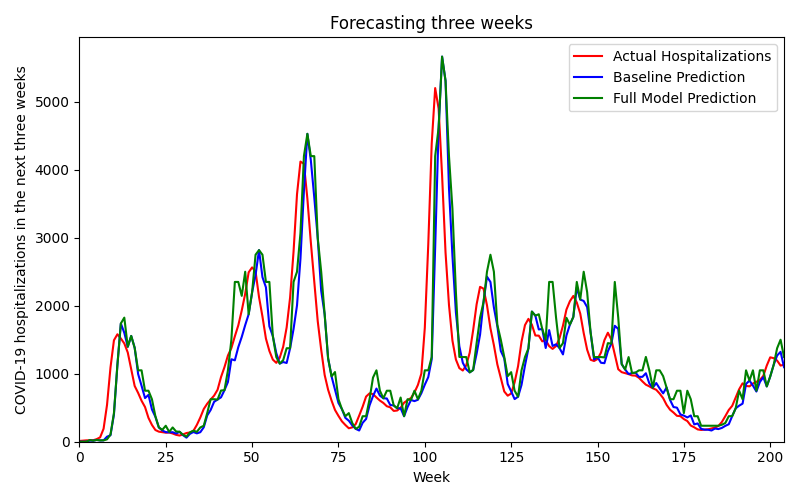 Forecasting three weeks
COVID-19 hospitalizations in the next three weeks
5000
4000
3000
2000
1000
0
Actual Hospitalizations
Baseline Prediction
Full Model Prediction
0 25 50 75 100 125 150 175 200
Week